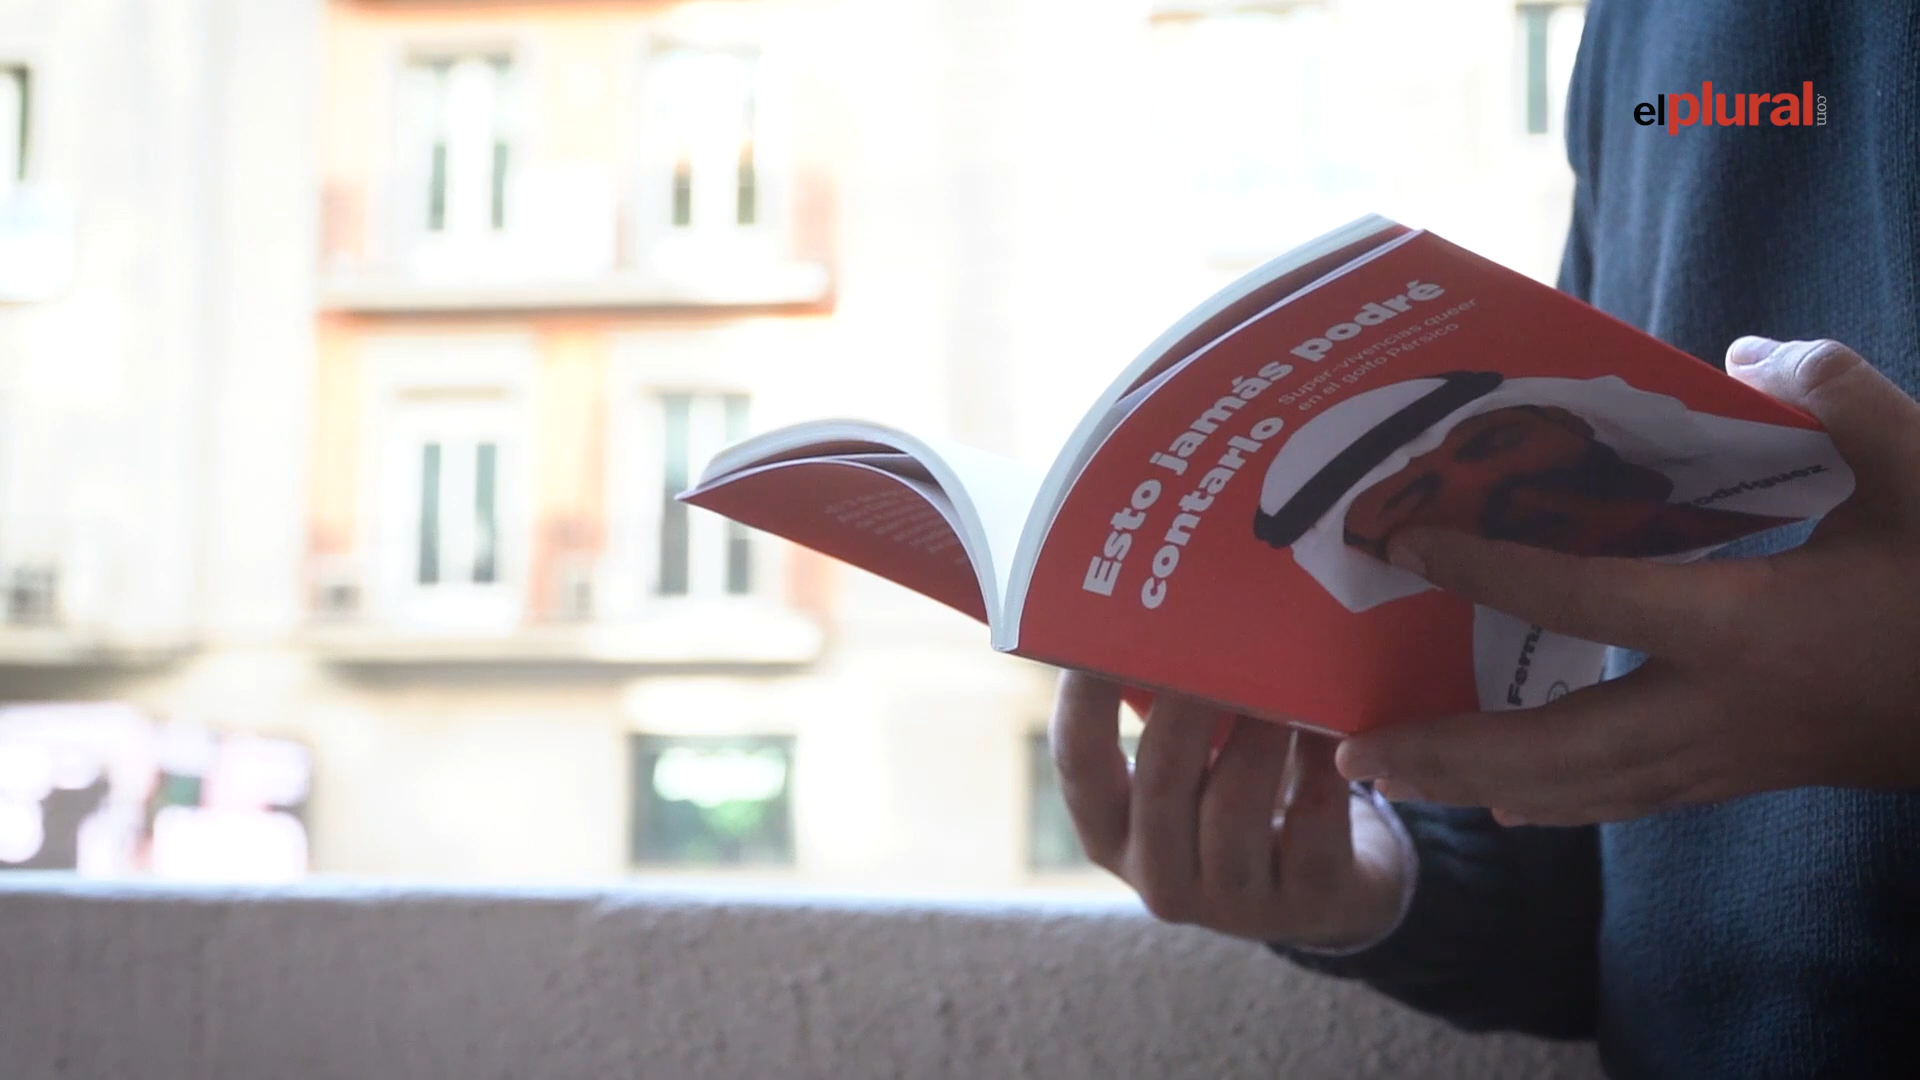 elplural.com
Esto jamás podré
contarlo
Super-vivencias queer
en el golfo Pérsico